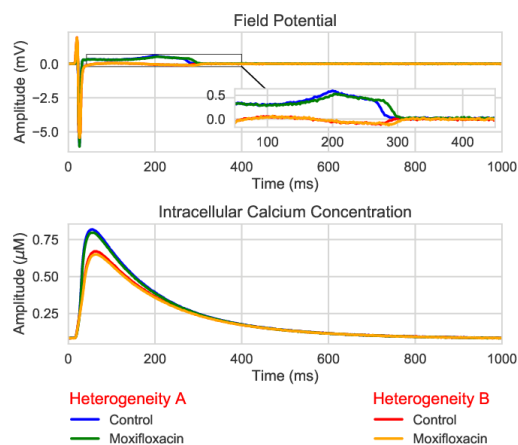 Field Potential
Amplitude (mV)
0.0
−2.5
−5.0
0.5
0.0
100 200 300 400
0 200 400 600 800 1000
Time (ms)
Intracellular Calcium Concentration
Amplitude (μM)
0.75
0.50
0.25
0 200 400 600 800 1000
Time (ms)
Heterogeneity A Heterogeneity B
Control Control
Moxifloxacin Moxifloxacin